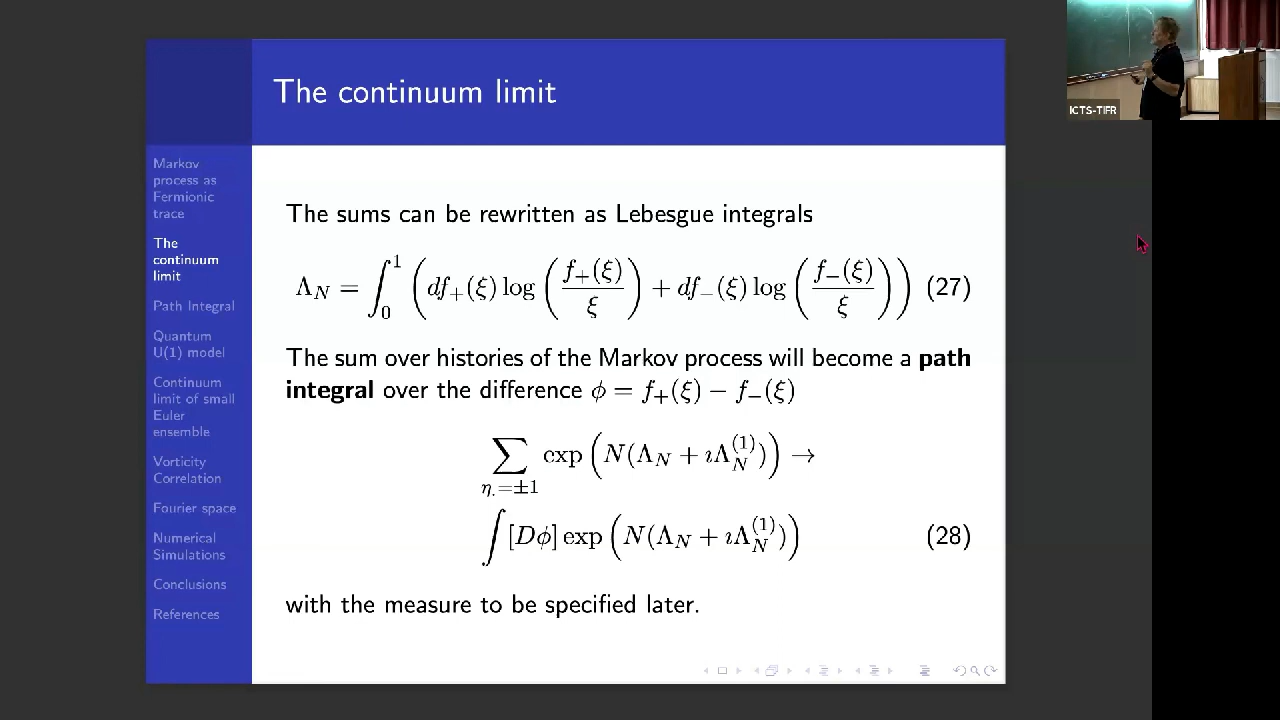 The continuum limit
Markov
process as
Fermionic
trace
The
continuum
limit
Path Integral
Quantum
U(1) model
Continuum
limit of small
Euler
ensemble
Vorticity
Correlation
Fourier space
Numerical
Simulations
Conclusions
References
The sums can be rewritten as Lebesgue integrals
Λ_N = ∫_0^1 ( df_+(ξ) log ( f_+(ξ) / ξ ) + df_−(ξ) log ( f_−(ξ) / ξ ) ) (27)
The sum over histories of the Markov process will become a path
integral over the difference ϕ = f_+(ξ) − f_−(ξ)
∑_{η.=±1} exp ( N(Λ_N + ıΛ_N^{(1)}) ) →
∫ [Dϕ] exp ( N(Λ_N + ıΛ_N^{(1)}) ) (28)
with the measure to be specified later.
ICTS-TIFR